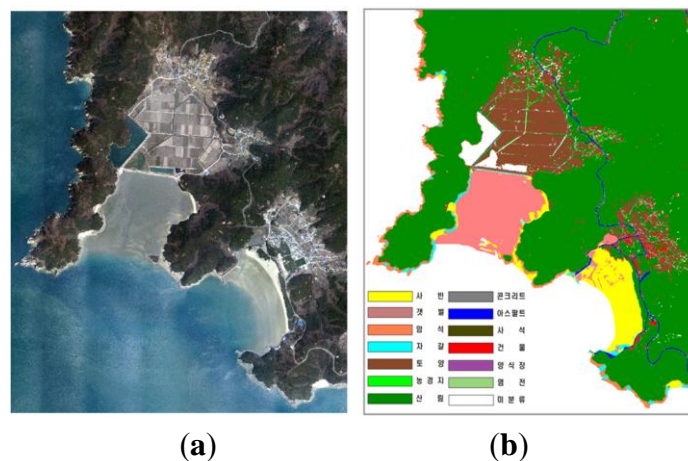 사 빈
갯 벌
암 석
자 갈
토 양
농 경 지
산 림
콘크리트
아스팔트
사 석
건 물
양 식 장
염 전
미 분 류
(a)
(b)